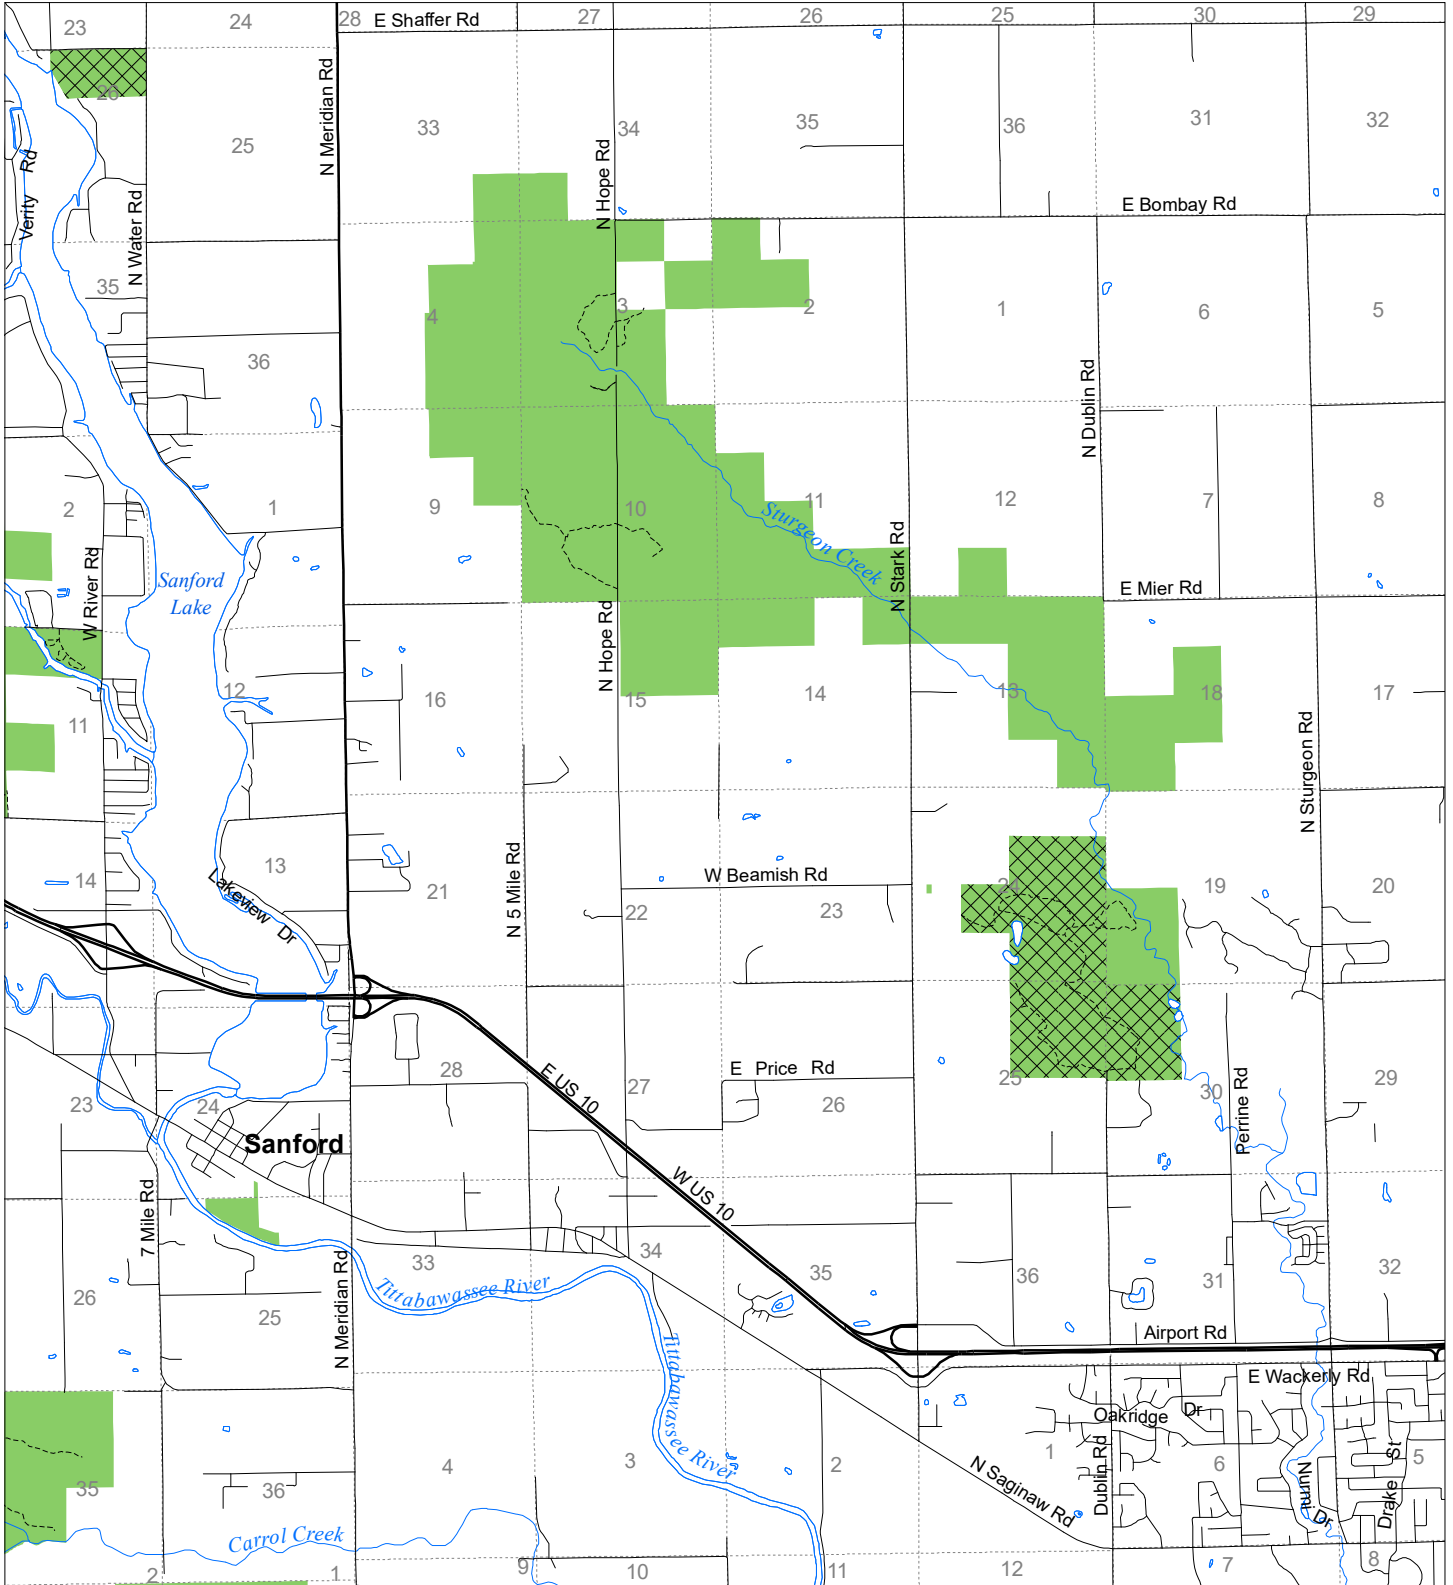 23
24
28
E Shaffer Rd
27
26
25
30
29
26
N Meridian Rd
33
34
35
36
31
32
25
Verity Rd
N Water Rd
N Hope Rd
E Bombay Rd
35
4
3
2
1
6
5
36
N Dublin Rd
2
1
9
10
11
12
7
8
Sturgeon Creek
N Stark Rd
W River Rd
Sanford
Lake
E Mier Rd
N Hope Rd
12
16
15
14
13
18
17
11
N Sturgeon Rd
14
13
Lakeview Dr
21
N 5 Mile Rd
22
W Beamish Rd
23
24
19
20
28
E US 10
27
E Price Rd
26
25
30
29
Perrine Rd
23
24
Sanford
W US 10
7 Mile Rd
N Meridian Rd
33
34
35
36
31
32
Tittabawassee River
26
25
Airport Rd
Tittabawassee River
E Wackerly Rd
Oakridge Dr
35
36
4
3
2
1
6
5
N Saginaw Rd
Dublin Rd
Nurmi Dr
Drake St
Carrol Creek
2
1
9
10
11
12
7
8